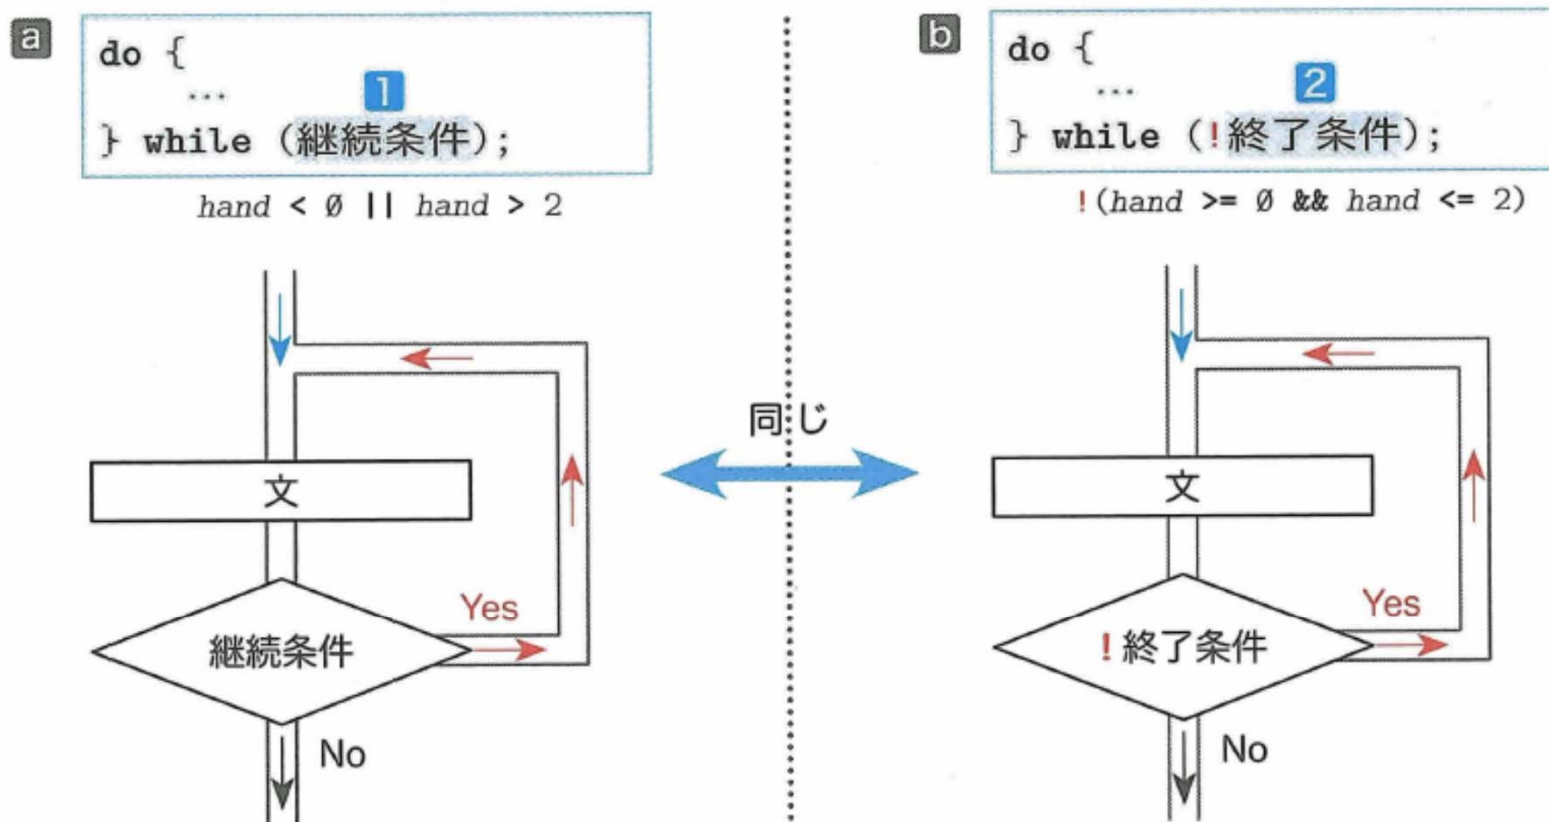 a
do {
...
1
} while (継続条件);
hand < 0 || hand > 2
文
Yes
継続条件
No
同じ
b
do {
...
2
} while (!終了条件);
!(hand >= 0 && hand <= 2)
文
Yes
!終了条件
No